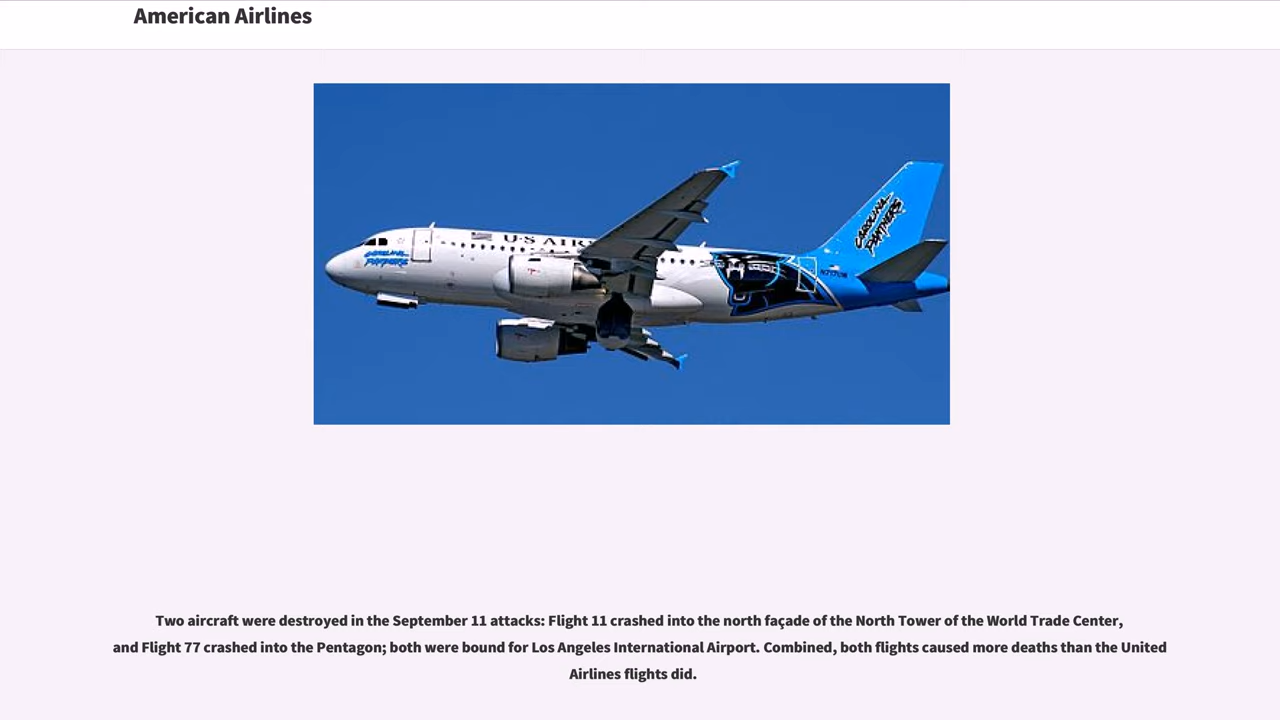 American Airlines
U·S AIR
CAROLINA
PANTHERS
CAROLINA
PANTHERS
Two aircraft were destroyed in the September 11 attacks: Flight 11 crashed into the north façade of the North Tower of the World Trade Center,
and Flight 77 crashed into the Pentagon; both were bound for Los Angeles International Airport. Combined, both flights caused more deaths than the United
Airlines flights did.